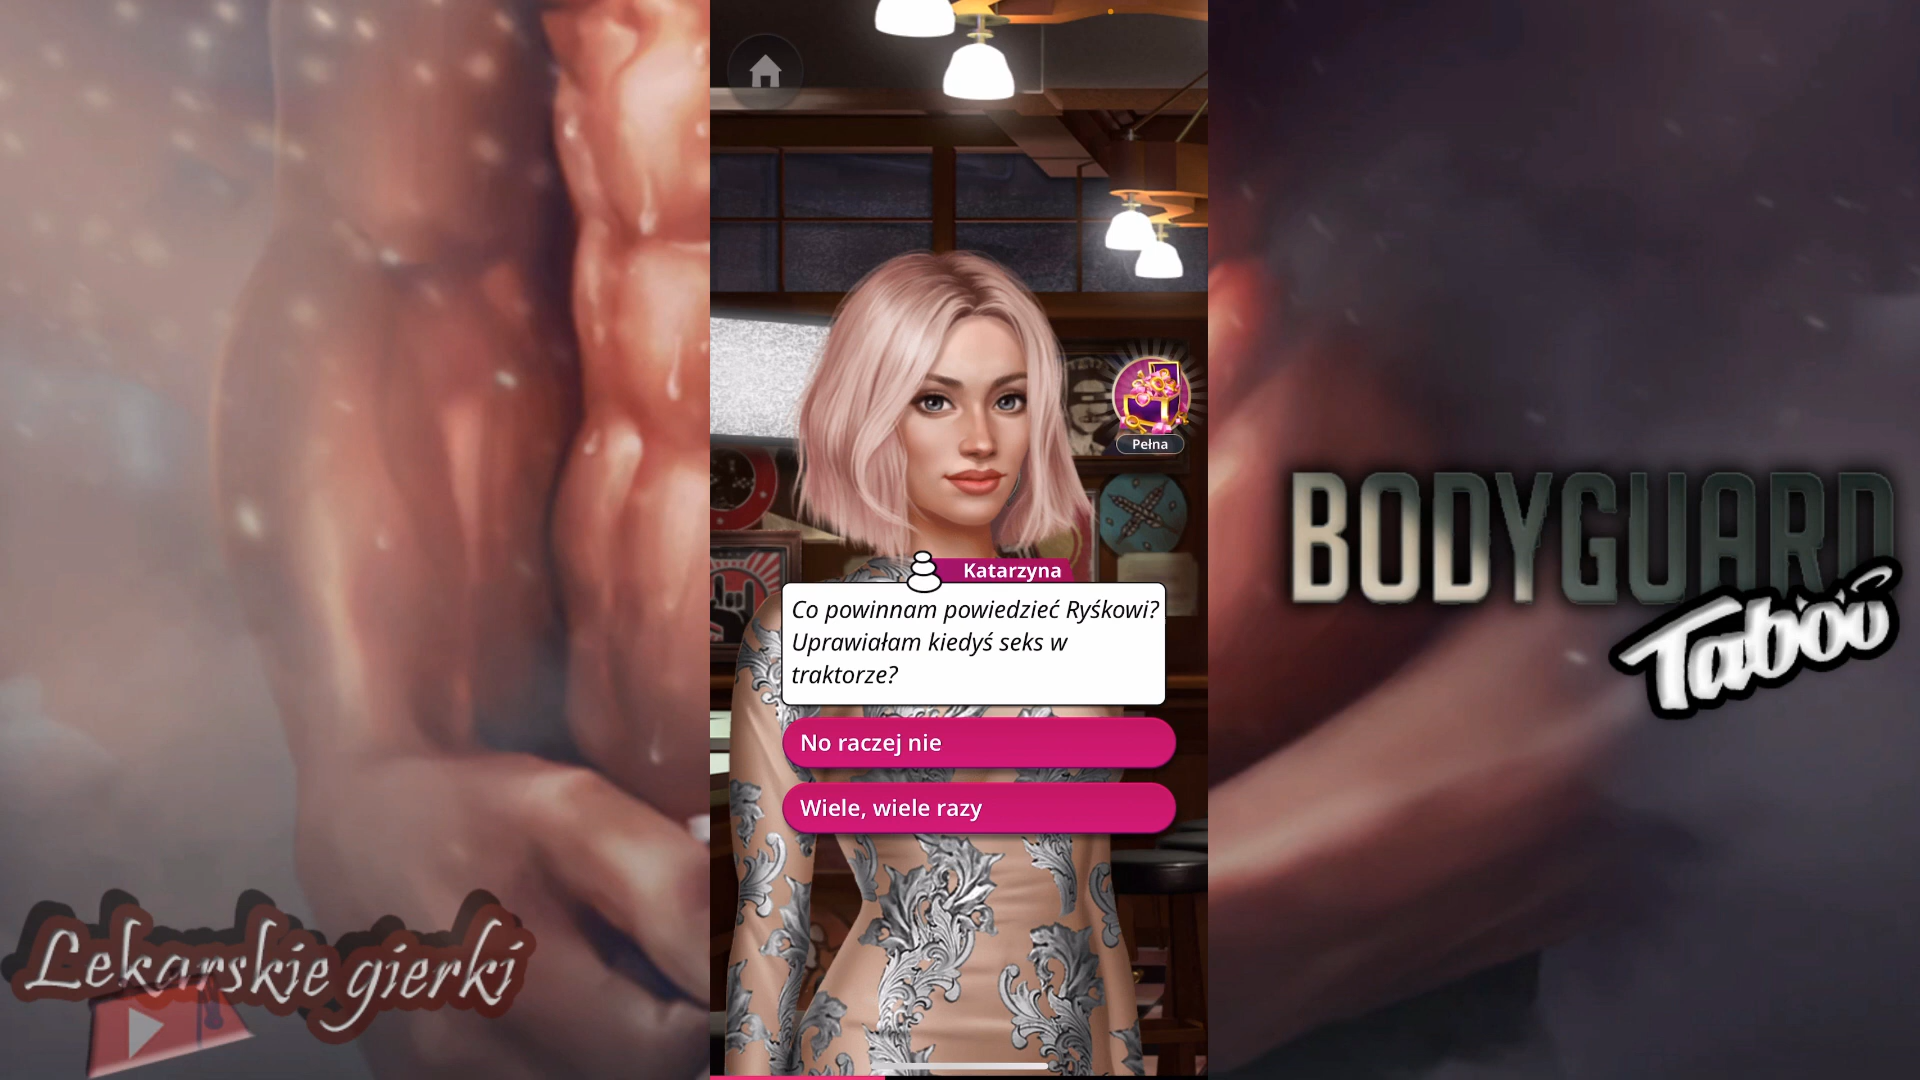 Pełna
Katarzyna
Co powinnam powiedzieć Ryśkowi?
Uprawiałam kiedyś seks w
traktorze?
No raczej nie
Wiele, wiele razy
BODYGUARD
Taboo
Lekarskie gierki